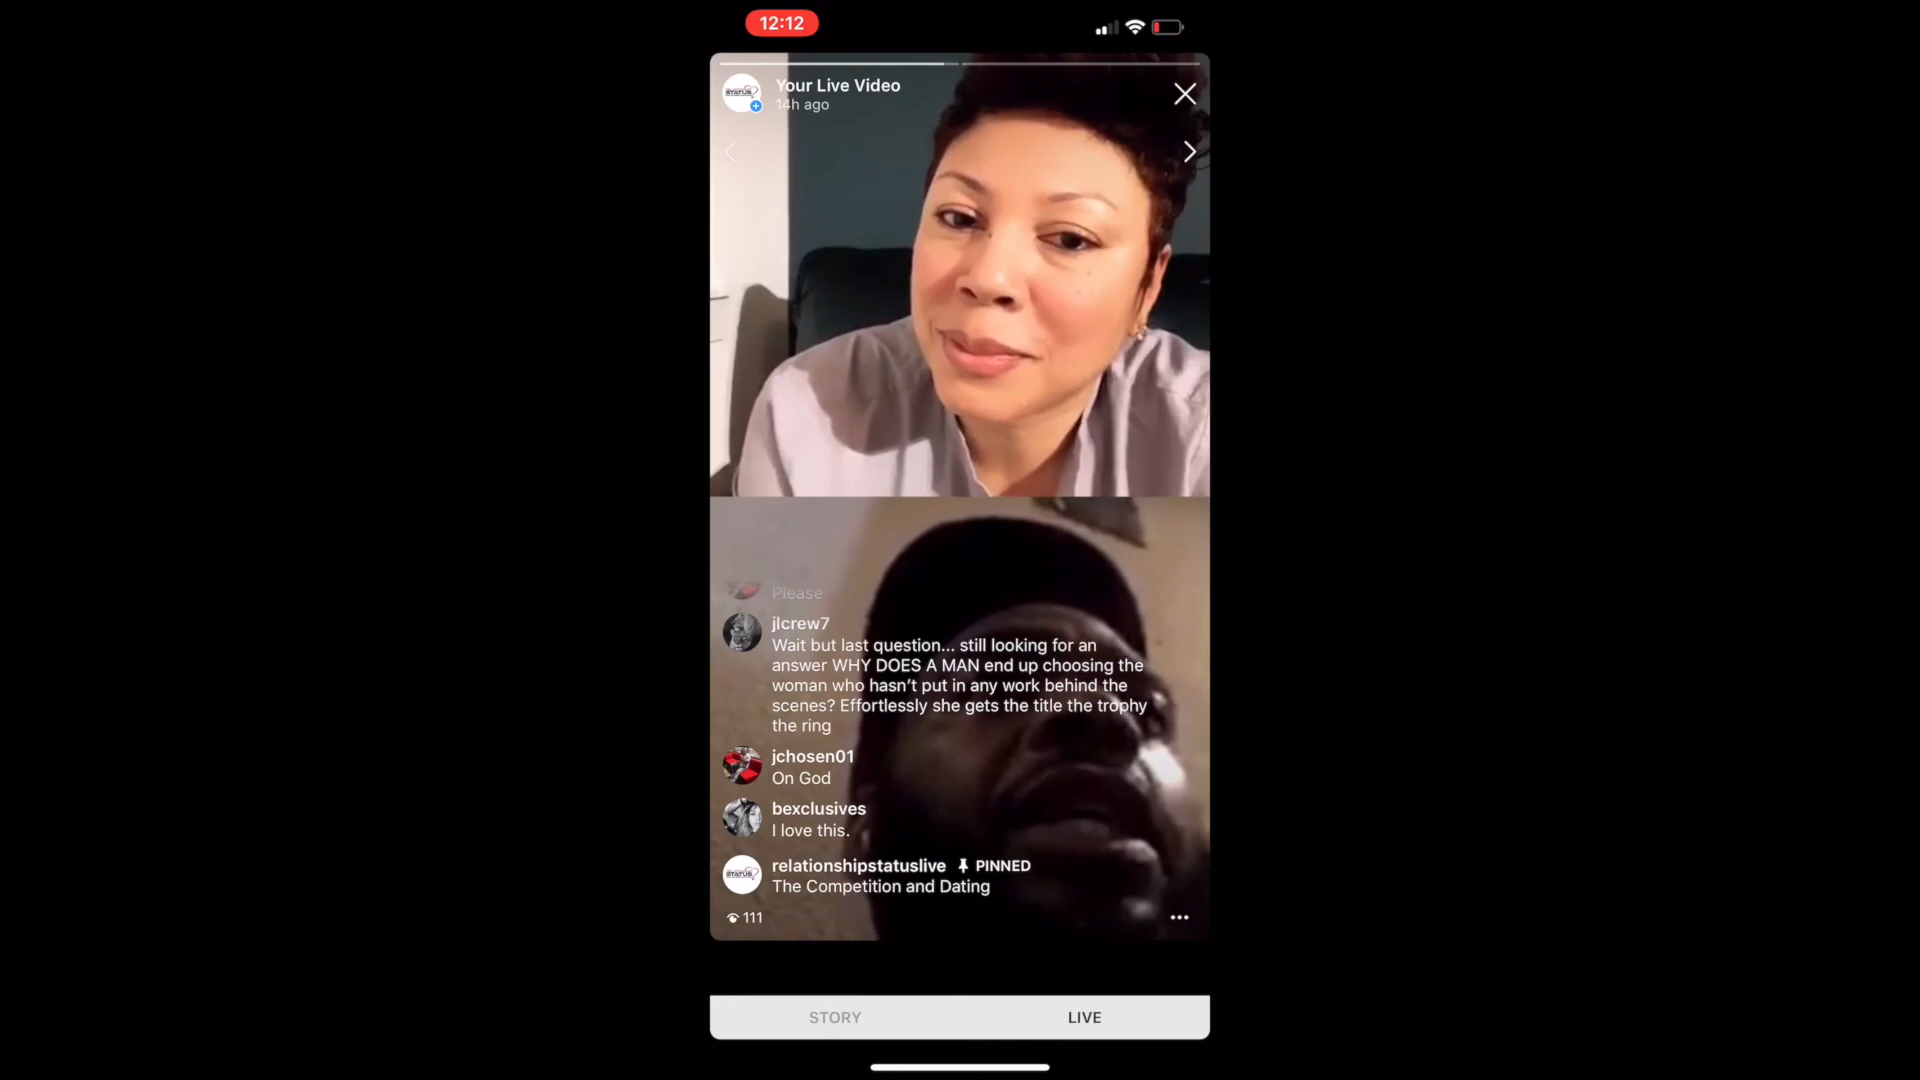 12:12
STATUS
Your Live Video
14h ago
Please
jlcrew7
Wait but last question... still looking for an
answer WHY DOES A MAN end up choosing the
woman who hasn't put in any work behind the
scenes? Effortlessly she gets the title the trophy
the ring
jchosen01
On God
bexclusives
I love this.
relationshipstatuslive PINNED
STATUS
The Competition and Dating
111
STORY
LIVE